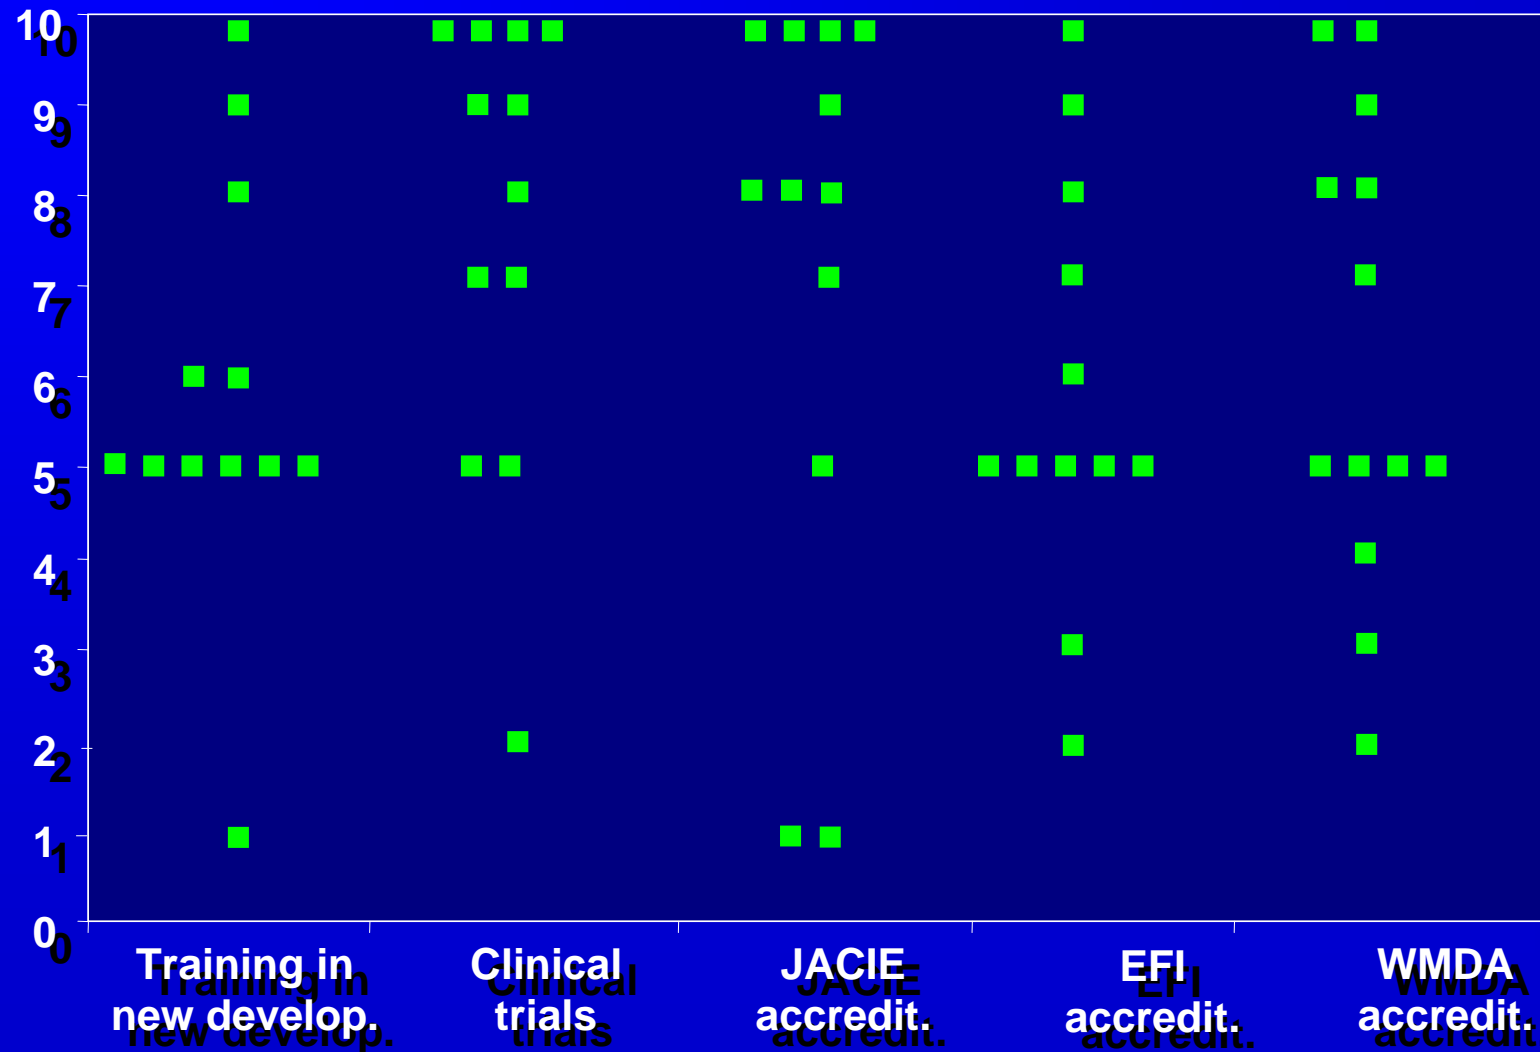 10
9
8
7
6
5
4
3
2
1
0
Training in
new develop.
Clinical
trials
JACIE
accredit.
EFI
accredit.
WMDA
accredit.